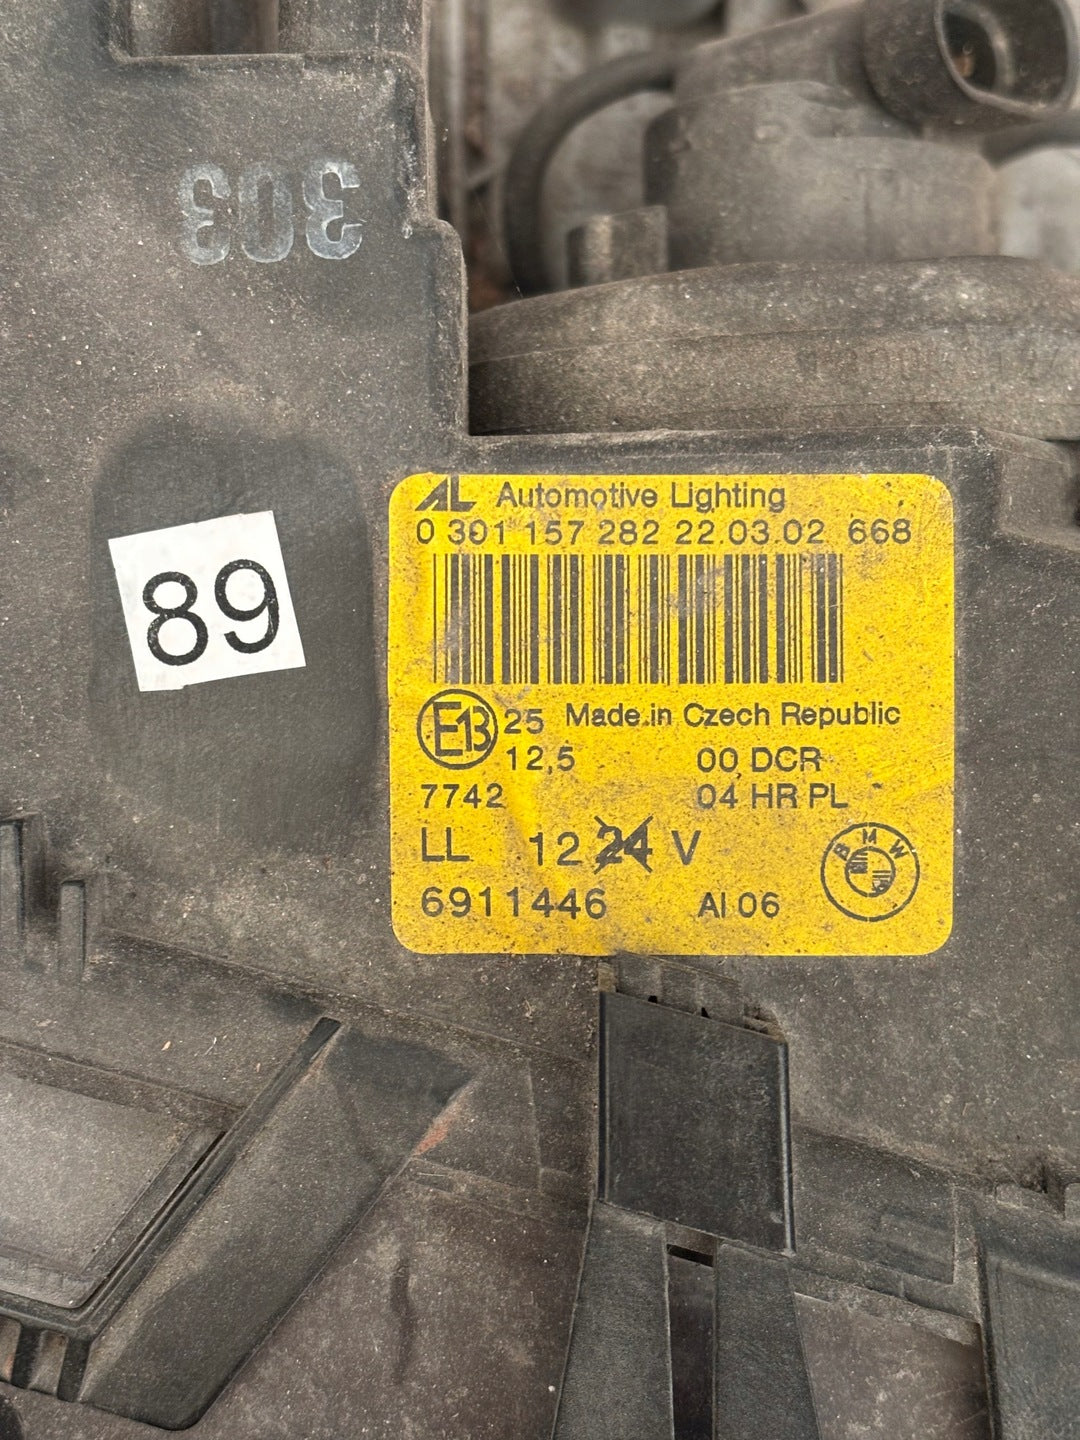 303
89
AL Automotive Lighting
0 301 157 282 22.03.02 668
E13 25 Made in Czech Republic
12,5 00 DCR
7742 04 HR PL
LL 12 24 V
BMW
6911446 AI 06